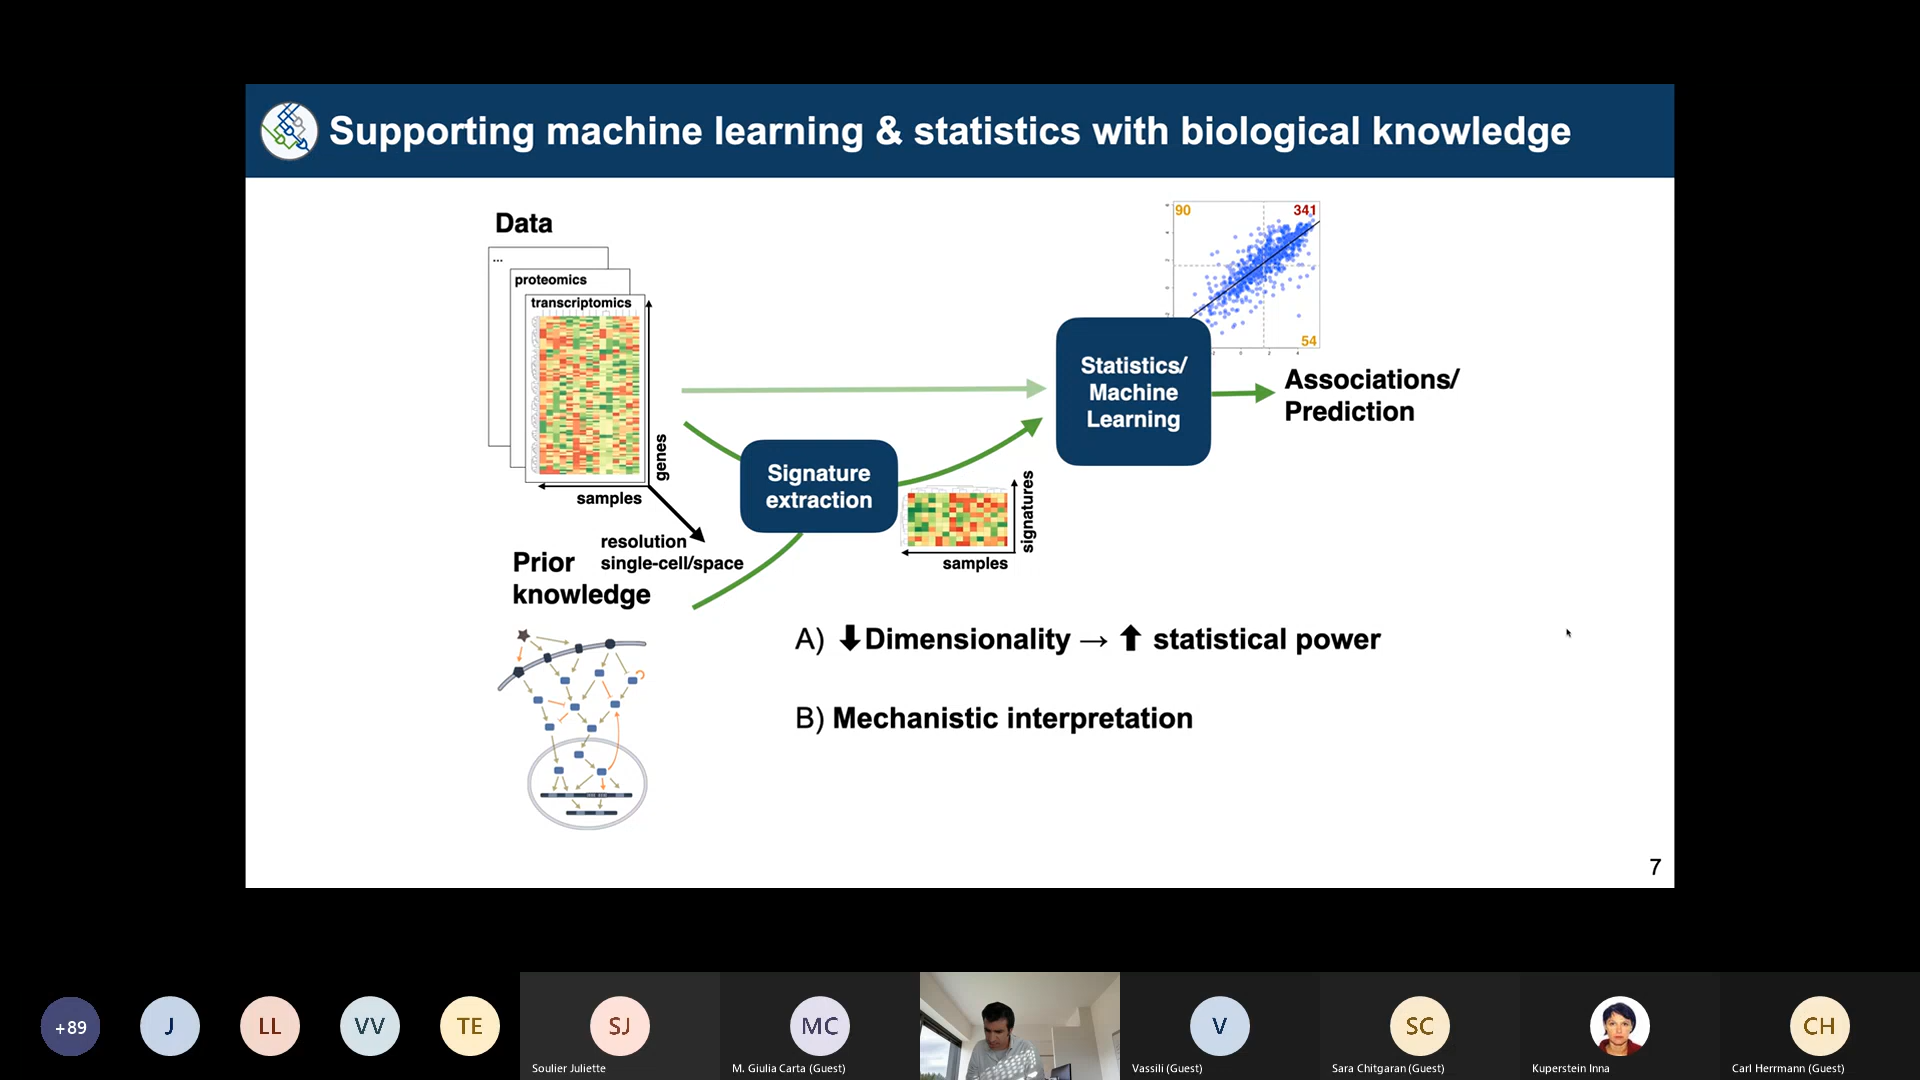 Supporting machine learning & statistics with biological knowledge
Data
...
proteomics
transcriptomics
genes
samples
resolution
single-cell/space
Prior
knowledge
Signature
extraction
signatures
samples
Statistics/
Machine
Learning
90
341
54
Associations/
Prediction
A) ⬇Dimensionality → ⬆ statistical power
B) Mechanistic interpretation
7
+89
J
LL
VV
TE
SJ
Soulier Juliette
MC
M. Giulia Carta (Guest)
V
Vassili (Guest)
SC
Sara Chitgaran (Guest)
Kuperstein Inna
CH
Carl Herrmann (Guest)